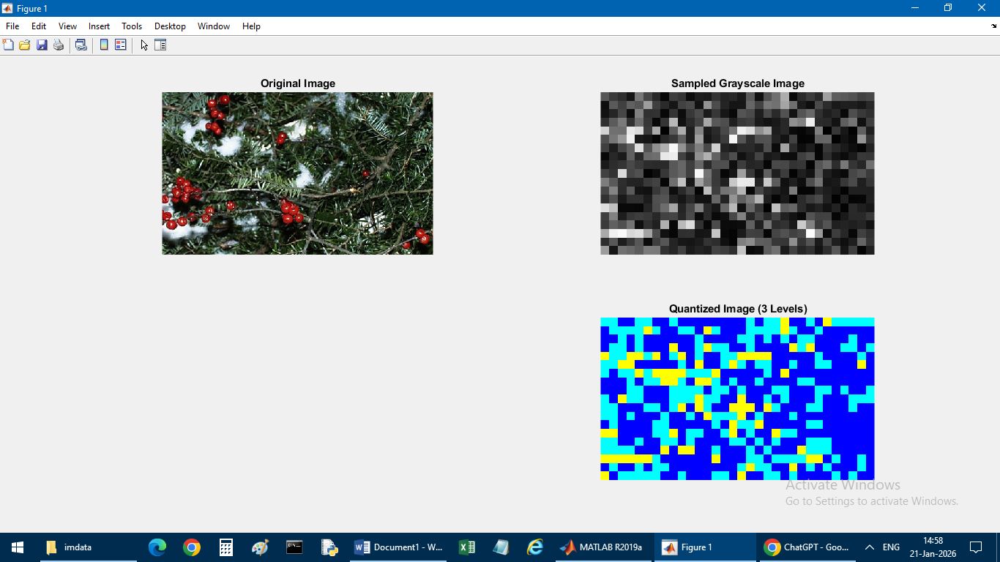 Figure 1
File Edit View Insert Tools Desktop Window Help
Original Image
Sampled Grayscale Image
Quantized Image (3 Levels)
Activate Windows
Go to Settings to activate Windows.
imdata
Document1 - W...
MATLAB R2019a
Figure 1
ChatGPT - Goo...
ENG
14:58
21-Jan-2026